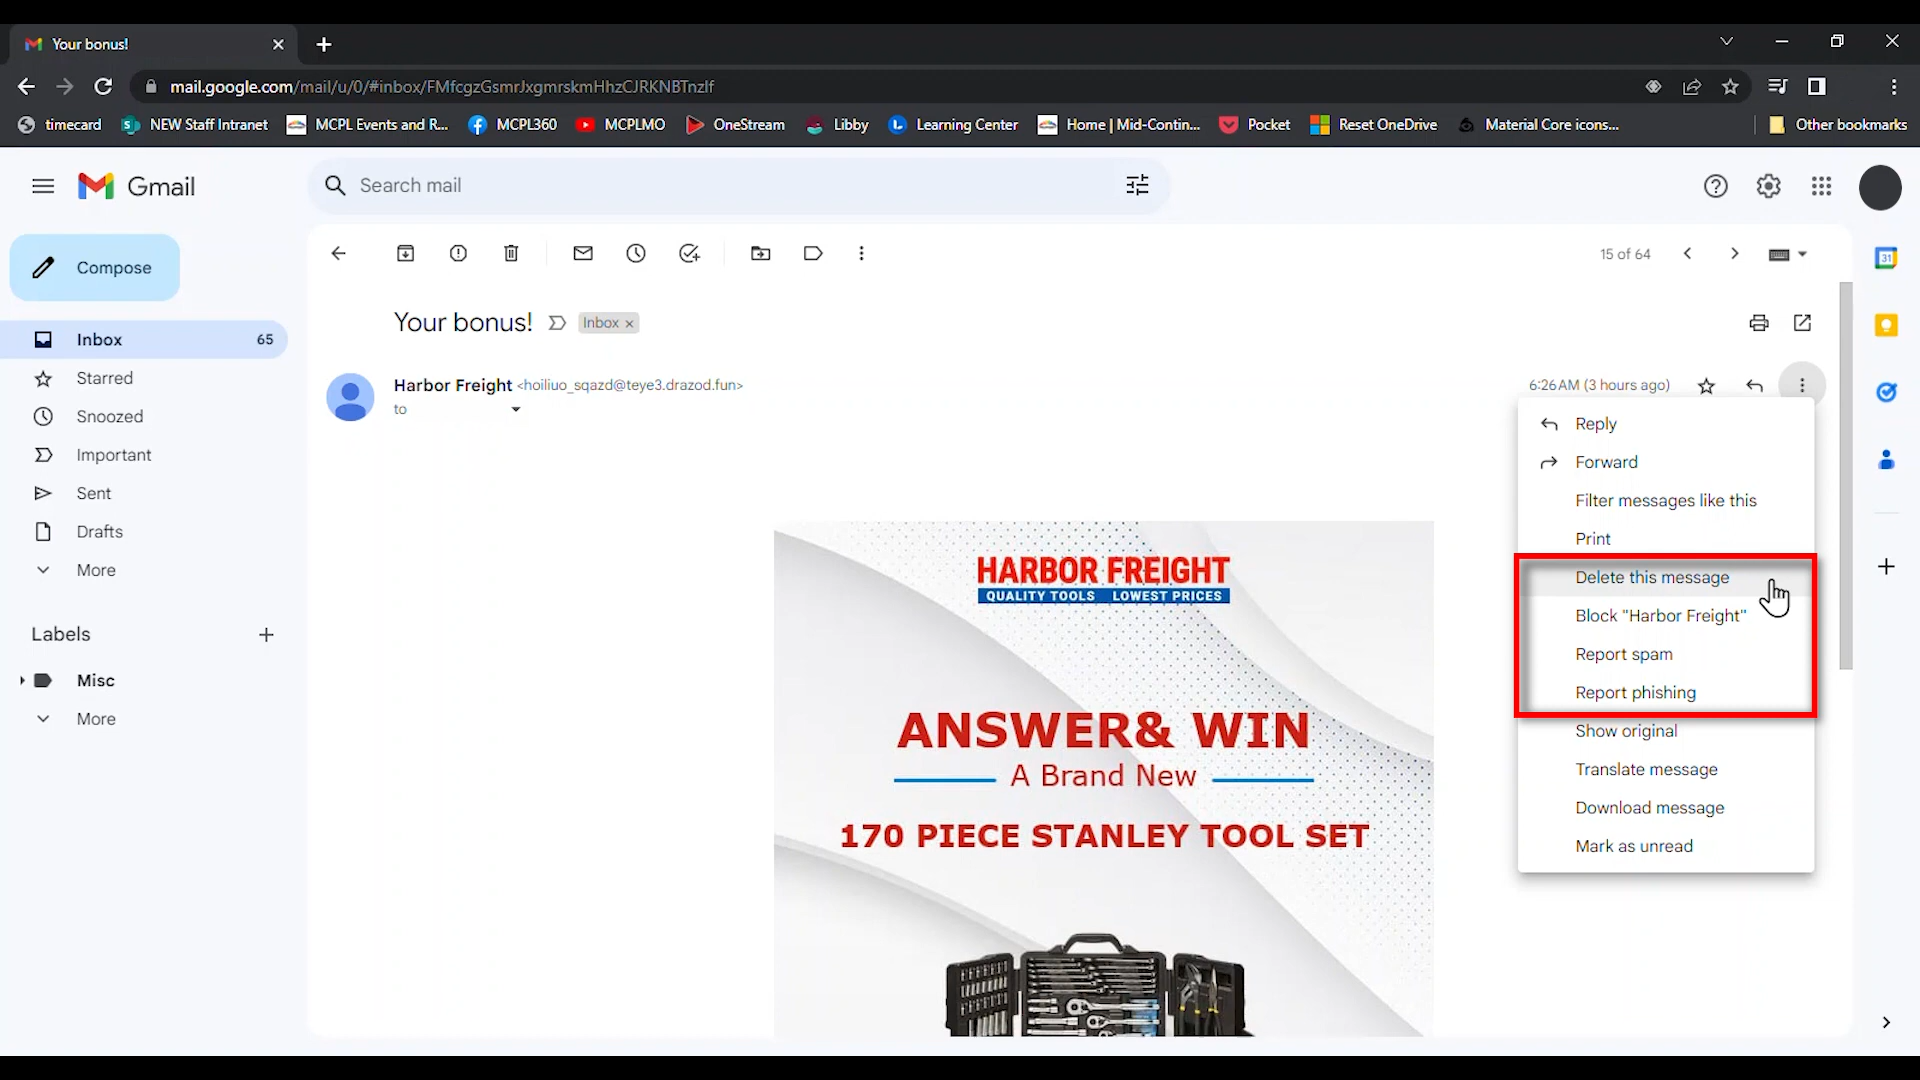 Your bonus!
mail.google.com/mail/u/0/#inbox/FMfcgzGsmrJxgmrskmHhzCJRKNBTnzlf
timecard
NEW Staff Intranet
MCPL Events and R...
MCPL360
MCPLMO
OneStream
Libby
Learning Center
Home | Mid-Contin...
Pocket
Reset OneDrive
Material Core icons...
Other bookmarks
Gmail
Search mail
Compose
15 of 64
Inbox 65
Starred
Snoozed
Important
Sent
Drafts
More
Labels
Misc
More
Your bonus!
Inbox x
Harbor Freight <hoiliuo_sqazd@teye3.drazod.fun>
to
6:26 AM (3 hours ago)
HARBOR FREIGHT
QUALITY TOOLS LOWEST PRICES
ANSWER& WIN
A Brand New
170 PIECE STANLEY TOOL SET
Reply
Forward
Filter messages like this
Print
Delete this message
Block "Harbor Freight"
Report spam
Report phishing
Show original
Translate message
Download message
Mark as unread
31